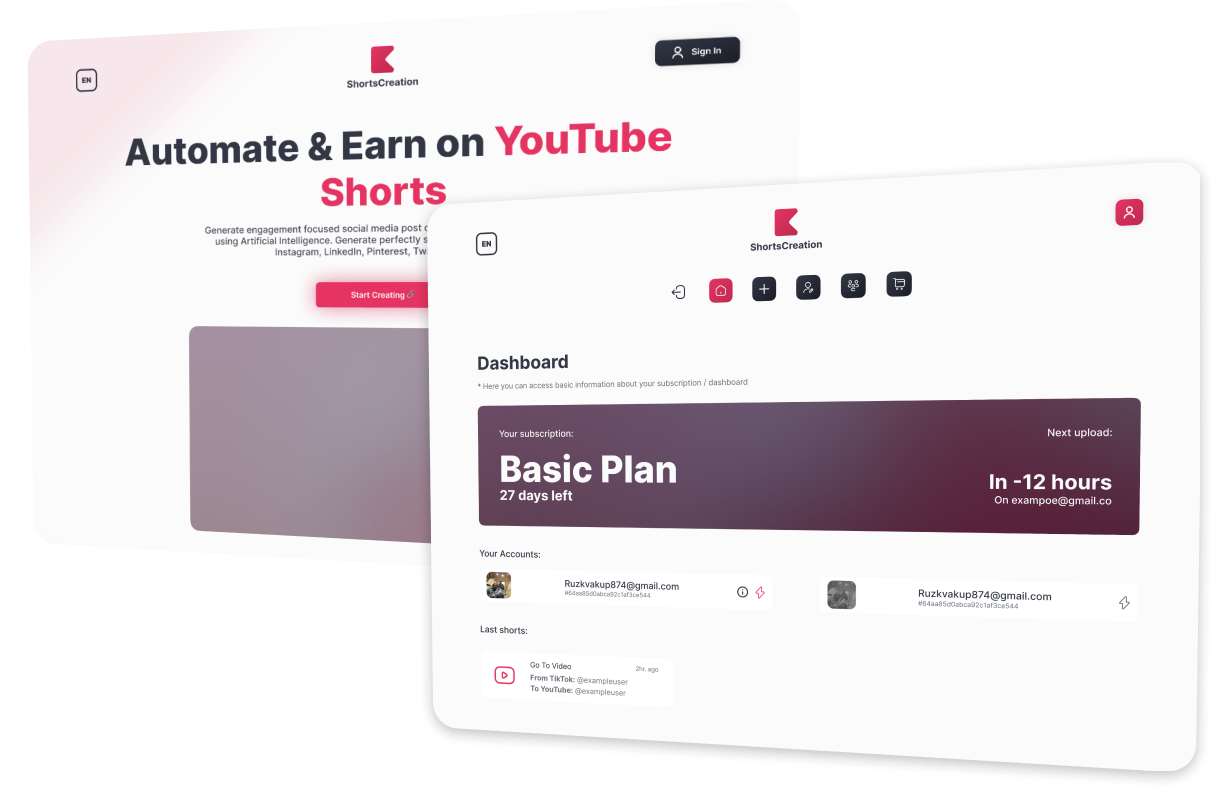 EN
ShortsCreation
Sign In
Automate & Earn on YouTube
Shorts
Generate engagement focused social media post
using Artificial Intelligence. Generate perfectly
Instagram, LinkedIn, Pinterest,
Start Creating
EN
ShortsCreation
Dashboard
* Here you can access basic information about your subscription / dashboard
Your subscription:
Next upload:
Basic Plan
27 days left
In -12 hours
On exampoe@gmail.co
Your Accounts:
Ruzkvakup874@gmail.com
#64aa85d0abca92c1af3ce544
Ruzkvakup874@gmail.com
#64aa85d0abca92c1af3ce544
Last shorts:
Go To Video
2hr. ago
From TikTok: @exampleuser
To YouTube: @exampleuser